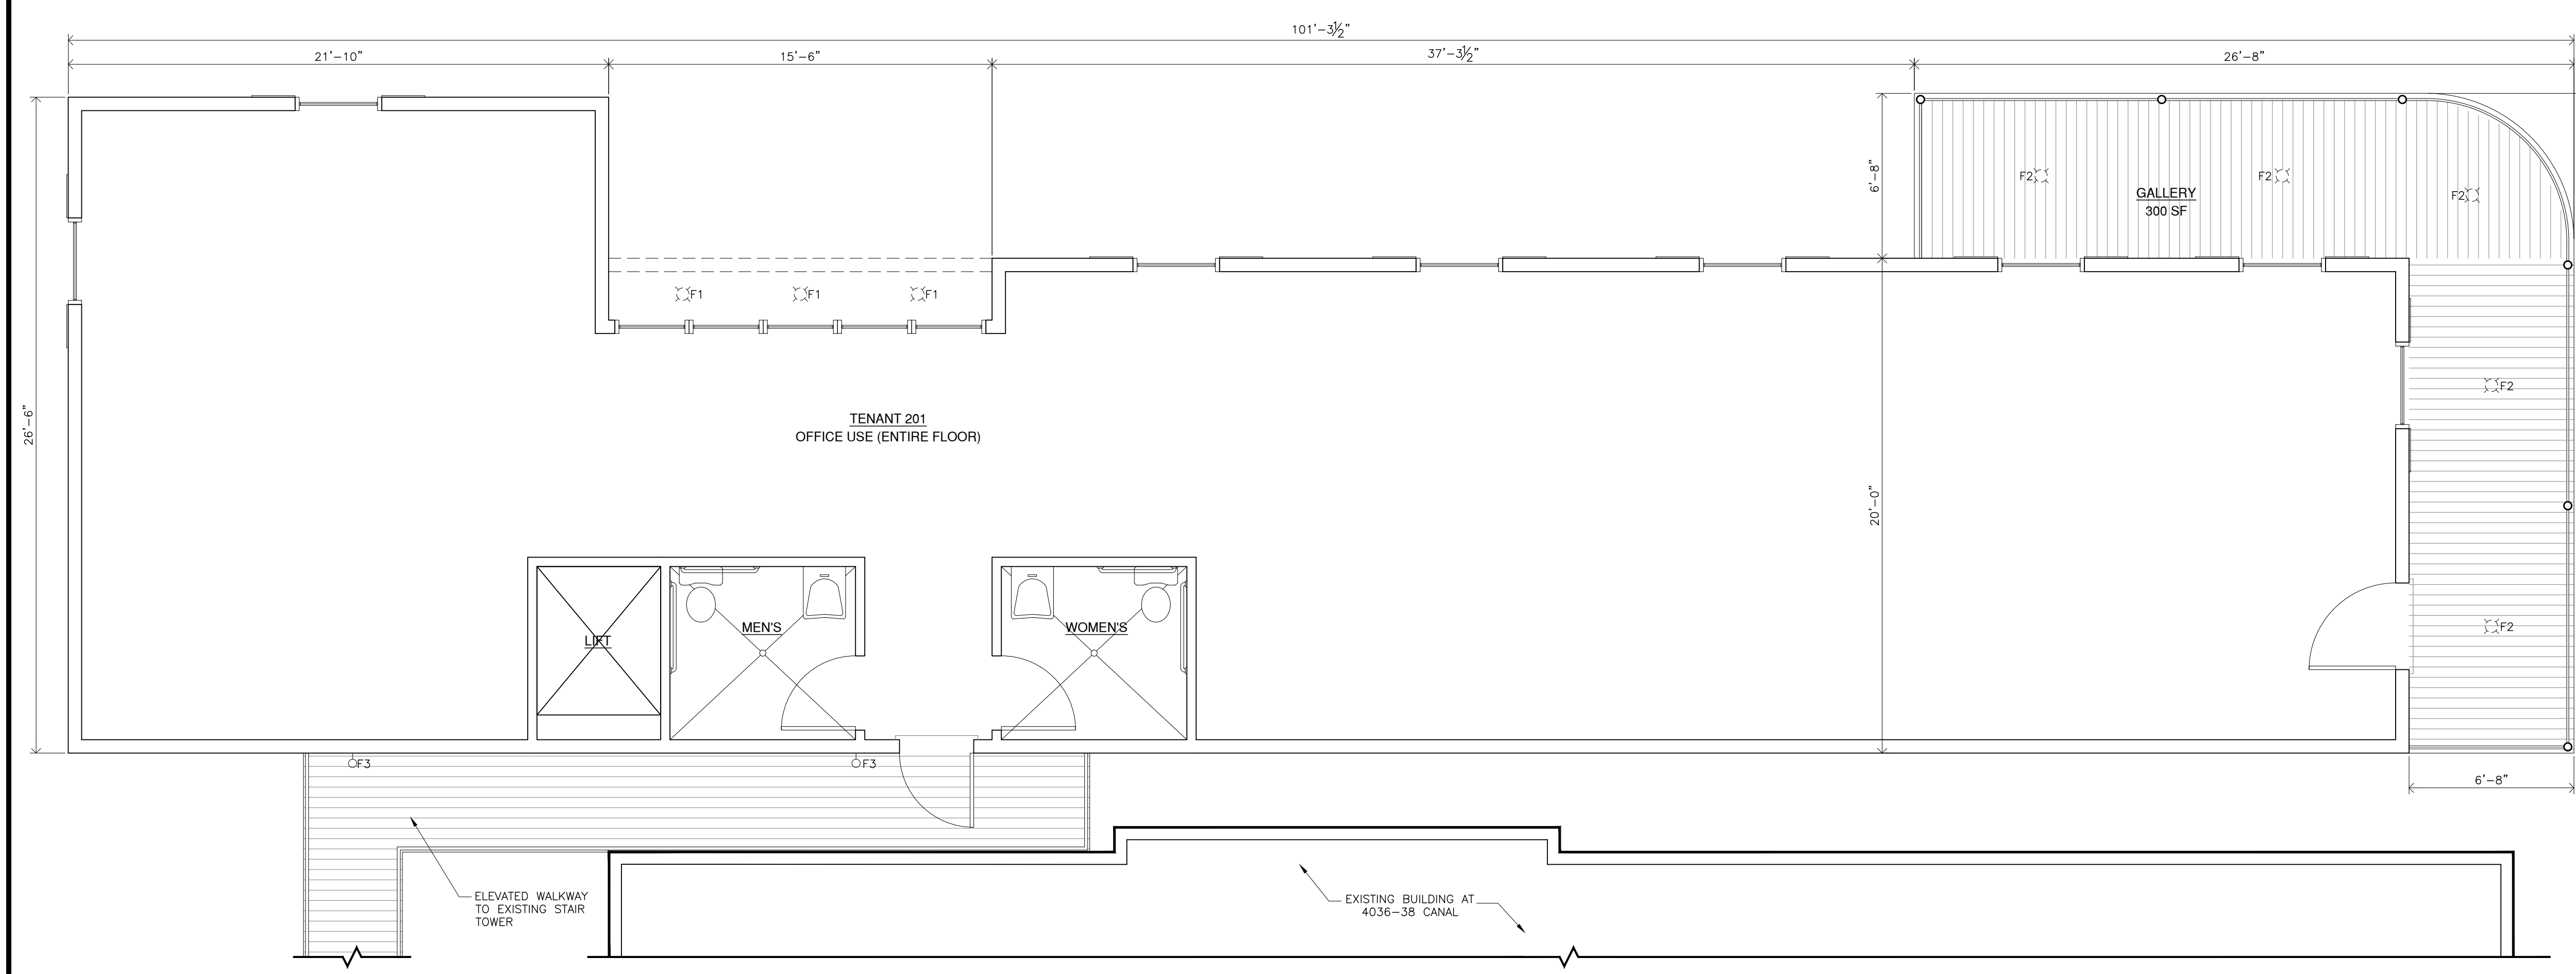 101'-3½"
21'-10"
15'-6"
37'-3½"
26'-8"
6'-8"
F2
F2
F2
GALLERY
300 SF
F1
F1
F1
F2
26'-6"
TENANT 201
OFFICE USE (ENTIRE FLOOR)
20'-0"
LIFT
MEN'S
WOMEN'S
F2
F3
F3
6'-8"
ELEVATED WALKWAY
TO EXISTING STAIR
TOWER
EXISTING BUILDING AT
4036-38 CANAL